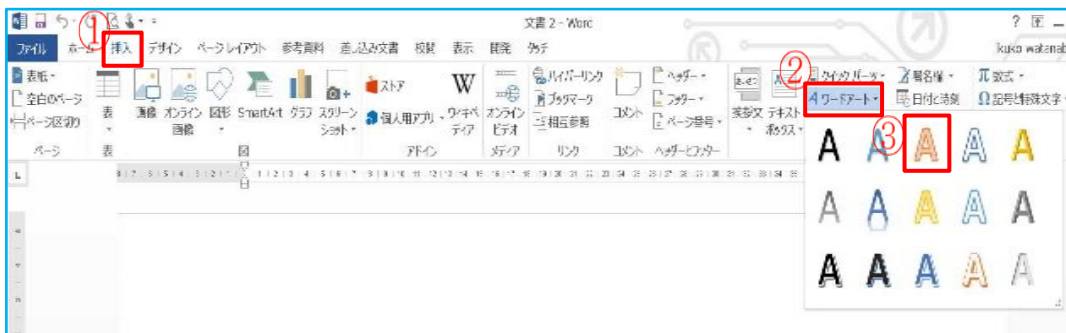 文書 2 - Word
①
ファイル ホーム 挿入 デザイン ページレイアウト 参考資料 差し込み文書 校閲 表示 開発
表紙
空白のページ
ページ区切り
ページ
表
表
画像 オンライン画像 図形 SmartArt グラフ スクリーンショット
図
ストア
個人用アプリ
ウィキペディア
アドイン
オンラインビデオ
メディア
ハイパーリンク
ブックマーク
相互参照
リンク
コメント
コメント
ヘッダー
フッター
ページ番号
ヘッダーとフッター
テキストボックス
②
クイック パーツ
ワードアート
署名欄
日付と時刻
数式
記号と特殊文字
③
A A A A A
A A A A A
A A A A A